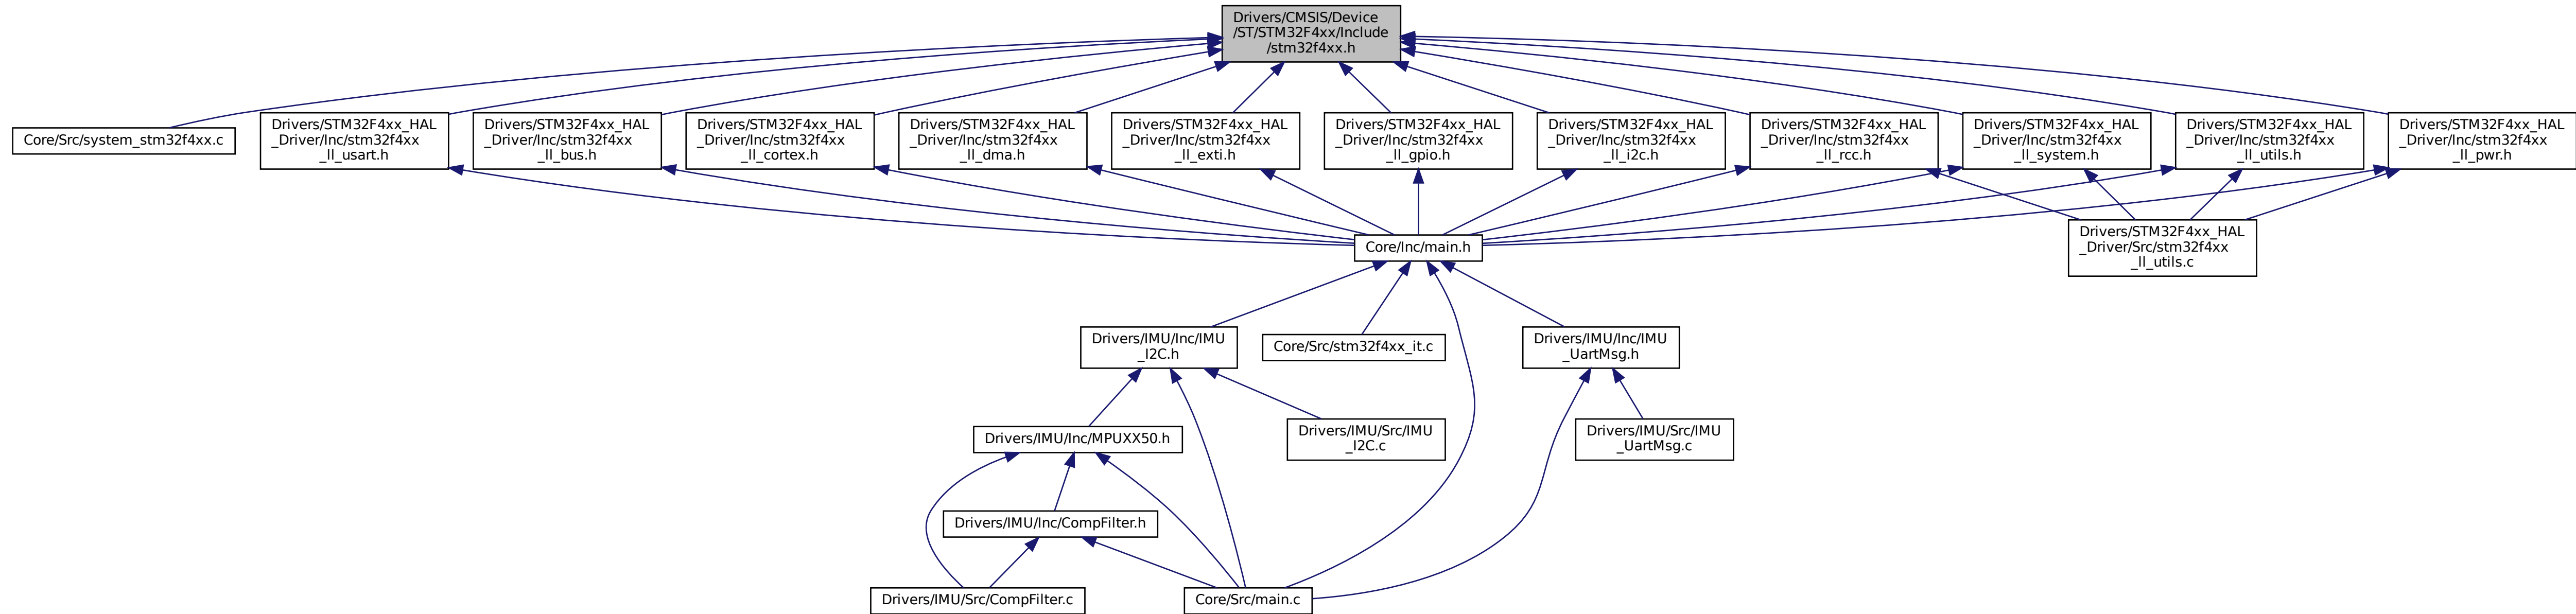 Drivers/CMSIS/Device
/ST/STM32F4xx/Include
/stm32f4xx.h
Core/Src/system_stm32f4xx.c
Drivers/STM32F4xx_HAL
_Driver/Inc/stm32f4xx
_ll_usart.h
Drivers/STM32F4xx_HAL
_Driver/Inc/stm32f4xx
_ll_bus.h
Drivers/STM32F4xx_HAL
_Driver/Inc/stm32f4xx
_ll_cortex.h
Drivers/STM32F4xx_HAL
_Driver/Inc/stm32f4xx
_ll_dma.h
Drivers/STM32F4xx_HAL
_Driver/Inc/stm32f4xx
_ll_exti.h
Drivers/STM32F4xx_HAL
_Driver/Inc/stm32f4xx
_ll_gpio.h
Drivers/STM32F4xx_HAL
_Driver/Inc/stm32f4xx
_ll_i2c.h
Drivers/STM32F4xx_HAL
_Driver/Inc/stm32f4xx
_ll_rcc.h
Drivers/STM32F4xx_HAL
_Driver/Inc/stm32f4xx
_ll_system.h
Drivers/STM32F4xx_HAL
_Driver/Inc/stm32f4xx
_ll_utils.h
Drivers/STM32F4xx_HAL
_Driver/Inc/stm32f4xx
_ll_pwr.h
Core/Inc/main.h
Drivers/STM32F4xx_HAL
_Driver/Src/stm32f4xx
_ll_utils.c
Drivers/IMU/Inc/IMU
_I2C.h
Core/Src/stm32f4xx_it.c
Drivers/IMU/Inc/IMU
_UartMsg.h
Drivers/IMU/Inc/MPUXX50.h
Drivers/IMU/Src/IMU
_I2C.c
Drivers/IMU/Src/IMU
_UartMsg.c
Drivers/IMU/Inc/CompFilter.h
Drivers/IMU/Src/CompFilter.c
Core/Src/main.c